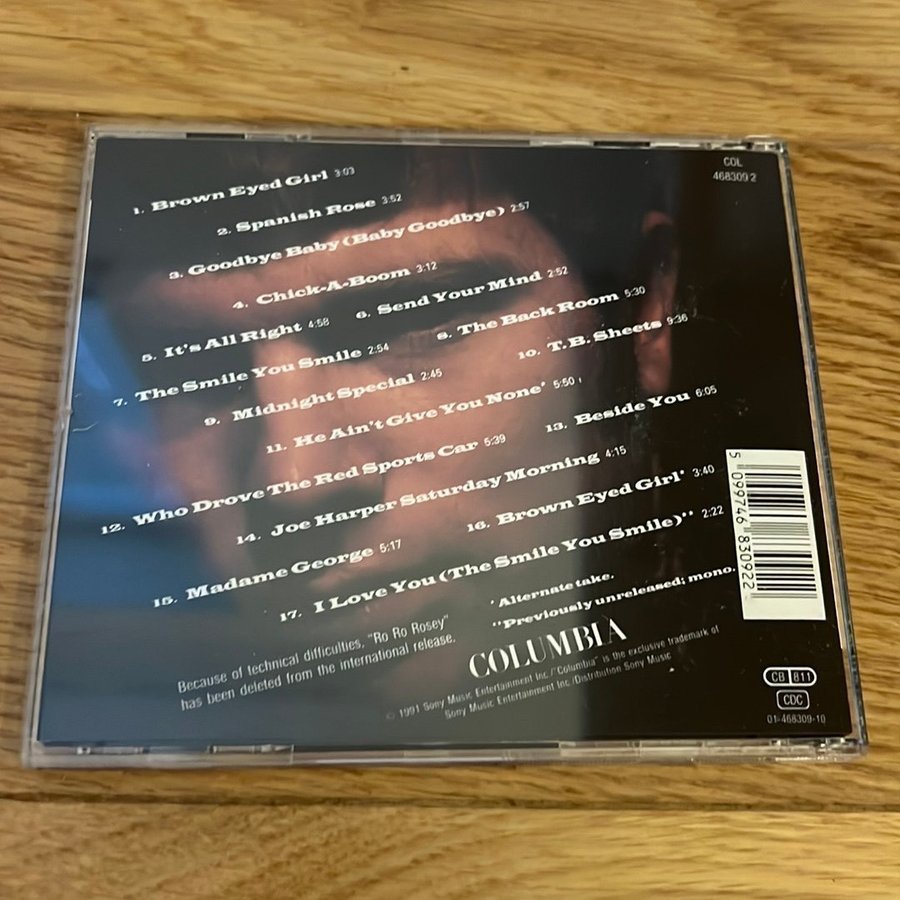 COL
468309 2
1. Brown Eyed Girl 3:03
2. Spanish Rose 3:52
3. Goodbye Baby (Baby Goodbye) 2:57
4. Chick-A-Boom 3:12
5. It's All Right 4:58
6. Send Your Mind 2:52
7. The Smile You Smile 2:54
8. The Back Room 5:30
9. Midnight Special 2:45
10. T.B. Sheets 9:36
11. He Ain't Give You None* 5:50
12. Who Drove The Red Sports Car 5:39
13. Beside You 6:05
14. Joe Harper Saturday Morning 4:15
15. Madame George 5:17
16. Brown Eyed Girl* 3:40
17. I Love You (The Smile You Smile)** 2:22
* Alternate take.
**Previously unreleased; mono.
Because of technical difficulties, "Ro Ro Rosey"
has been deleted from the international release.
COLUMBIA
© 1991 Sony Music Entertainment Inc./"Columbia" is the exclusive trademark of
Sony Music Entertainment Inc./Distribution Sony Music
5 099746 830922
CB 811
CDC
01-468309-10